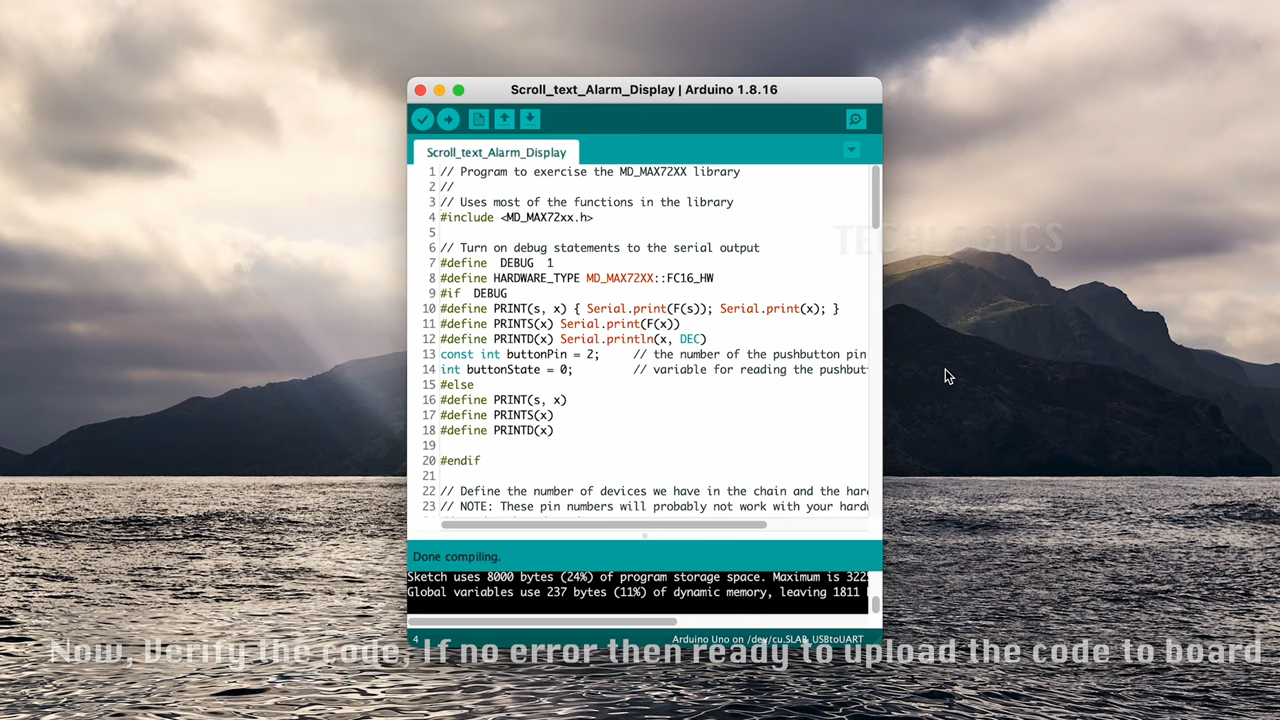 Scroll_text_Alarm_Display | Arduino 1.8.16
Scroll_text_Alarm_Display
1 // Program to exercise the MD_MAX72XX library
2 //
3 // Uses most of the functions in the library
4 #include <MD_MAX72xx.h>
5
6 // Turn on debug statements to the serial output
7 #define  DEBUG  1
8 #define HARDWARE_TYPE MD_MAX72XX::FC16_HW
9 #if  DEBUG
10 #define PRINT(s, x) { Serial.print(F(s)); Serial.print(x); }
11 #define PRINTS(x) Serial.print(F(x))
12 #define PRINTD(x) Serial.println(x, DEC)
13 const int buttonPin = 2;     // the number of the pushbutton pin
14 int buttonState = 0;         // variable for reading the pushbut
15 #else
16 #define PRINT(s, x)
17 #define PRINTS(x)
18 #define PRINTD(x)
19
20 #endif
21
22 // Define the number of devices we have in the chain and the hard
23 // NOTE: These pin numbers will probably not work with your hardw
TECHLOGICS
Done compiling.
Sketch uses 8000 bytes (24%) of program storage space. Maximum is 322
Global variables use 237 bytes (11%) of dynamic memory, leaving 1811
4 Arduino Uno on /dev/cu.SLAB_USBtoUART
Now, Verify the code, If no error then ready to upload the code to board